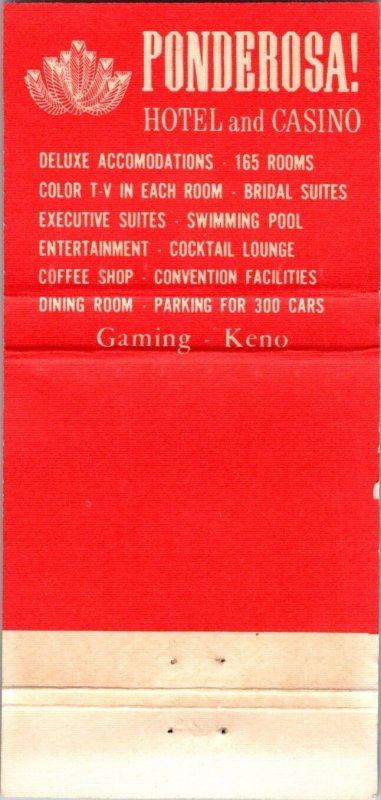 PONDEROSA!
HOTEL and CASINO
DELUXE ACCOMODATIONS - 165 ROOMS
COLOR T-V IN EACH ROOM - BRIDAL SUITES
EXECUTIVE SUITES - SWIMMING POOL
ENTERTAINMENT - COCKTAIL LOUNGE
COFFEE SHOP - CONVENTION FACILITIES
DINING ROOM - PARKING FOR 300 CARS
Gaming - Keno